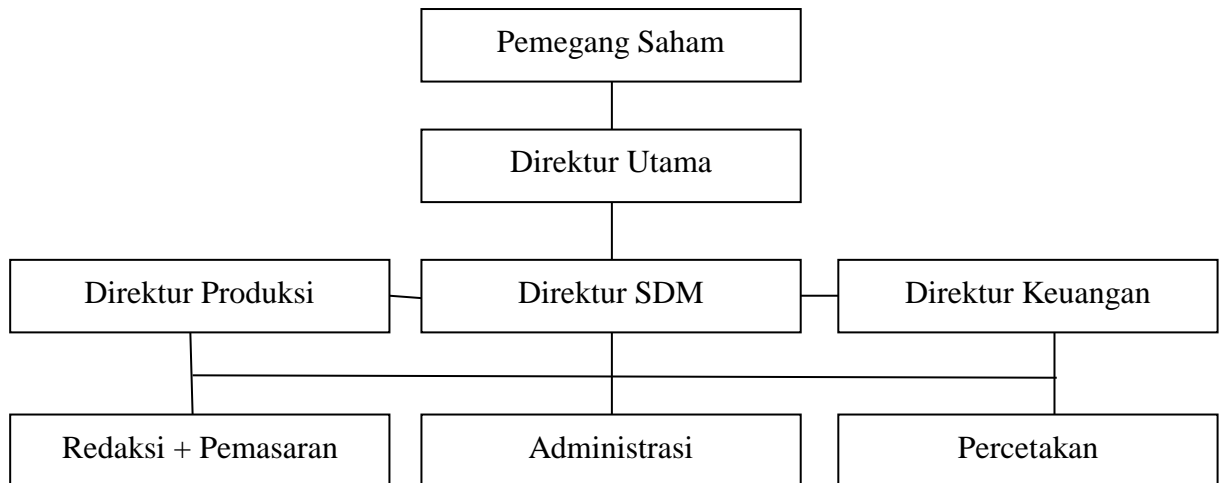 Pemegang Saham
Direktur Utama
Direktur Produksi
Direktur SDM
Direktur Keuangan
Redaksi + Pemasaran
Administrasi
Percetakan